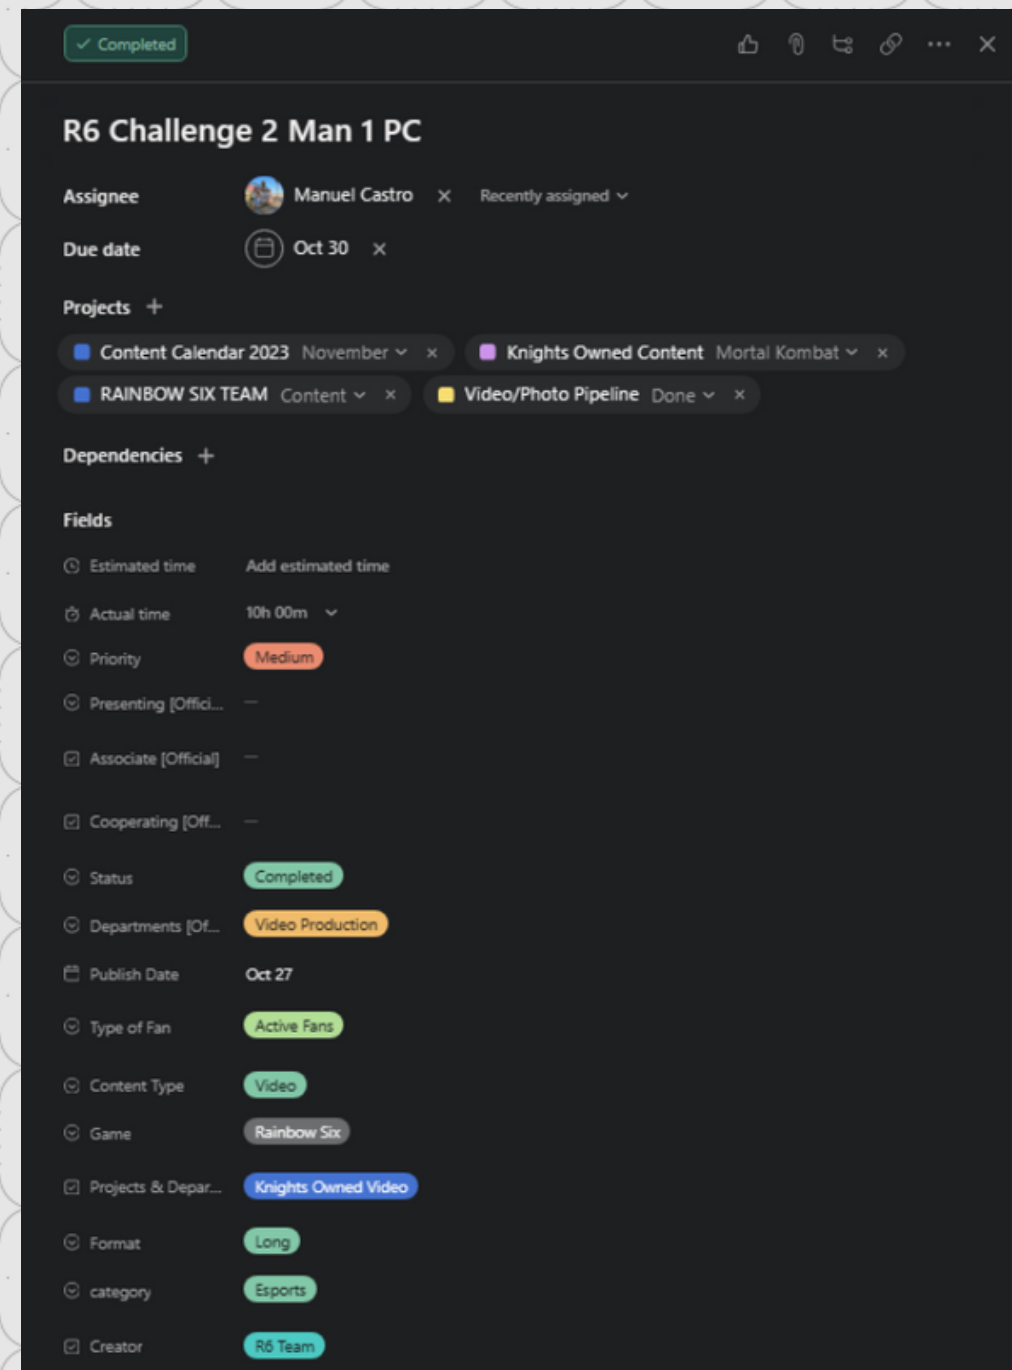 Completed
R6 Challenge 2 Man 1 PC
Assignee Manuel Castro Recently assigned
Due date Oct 30
Projects
Content Calendar 2023 November Knights Owned Content Mortal Kombat
RAINBOW SIX TEAM Content Video/Photo Pipeline Done
Dependencies
Fields
Estimated time Add estimated time
Actual time 10h 00m
Priority Medium
Presenting [Offici... —
Associate [Official] —
Cooperating [Off... —
Status Completed
Departments [Of... Video Production
Publish Date Oct 27
Type of Fan Active Fans
Content Type Video
Game Rainbow Six
Projects & Depar... Knights Owned Video
Format Long
category Esports
Creator R6 Team